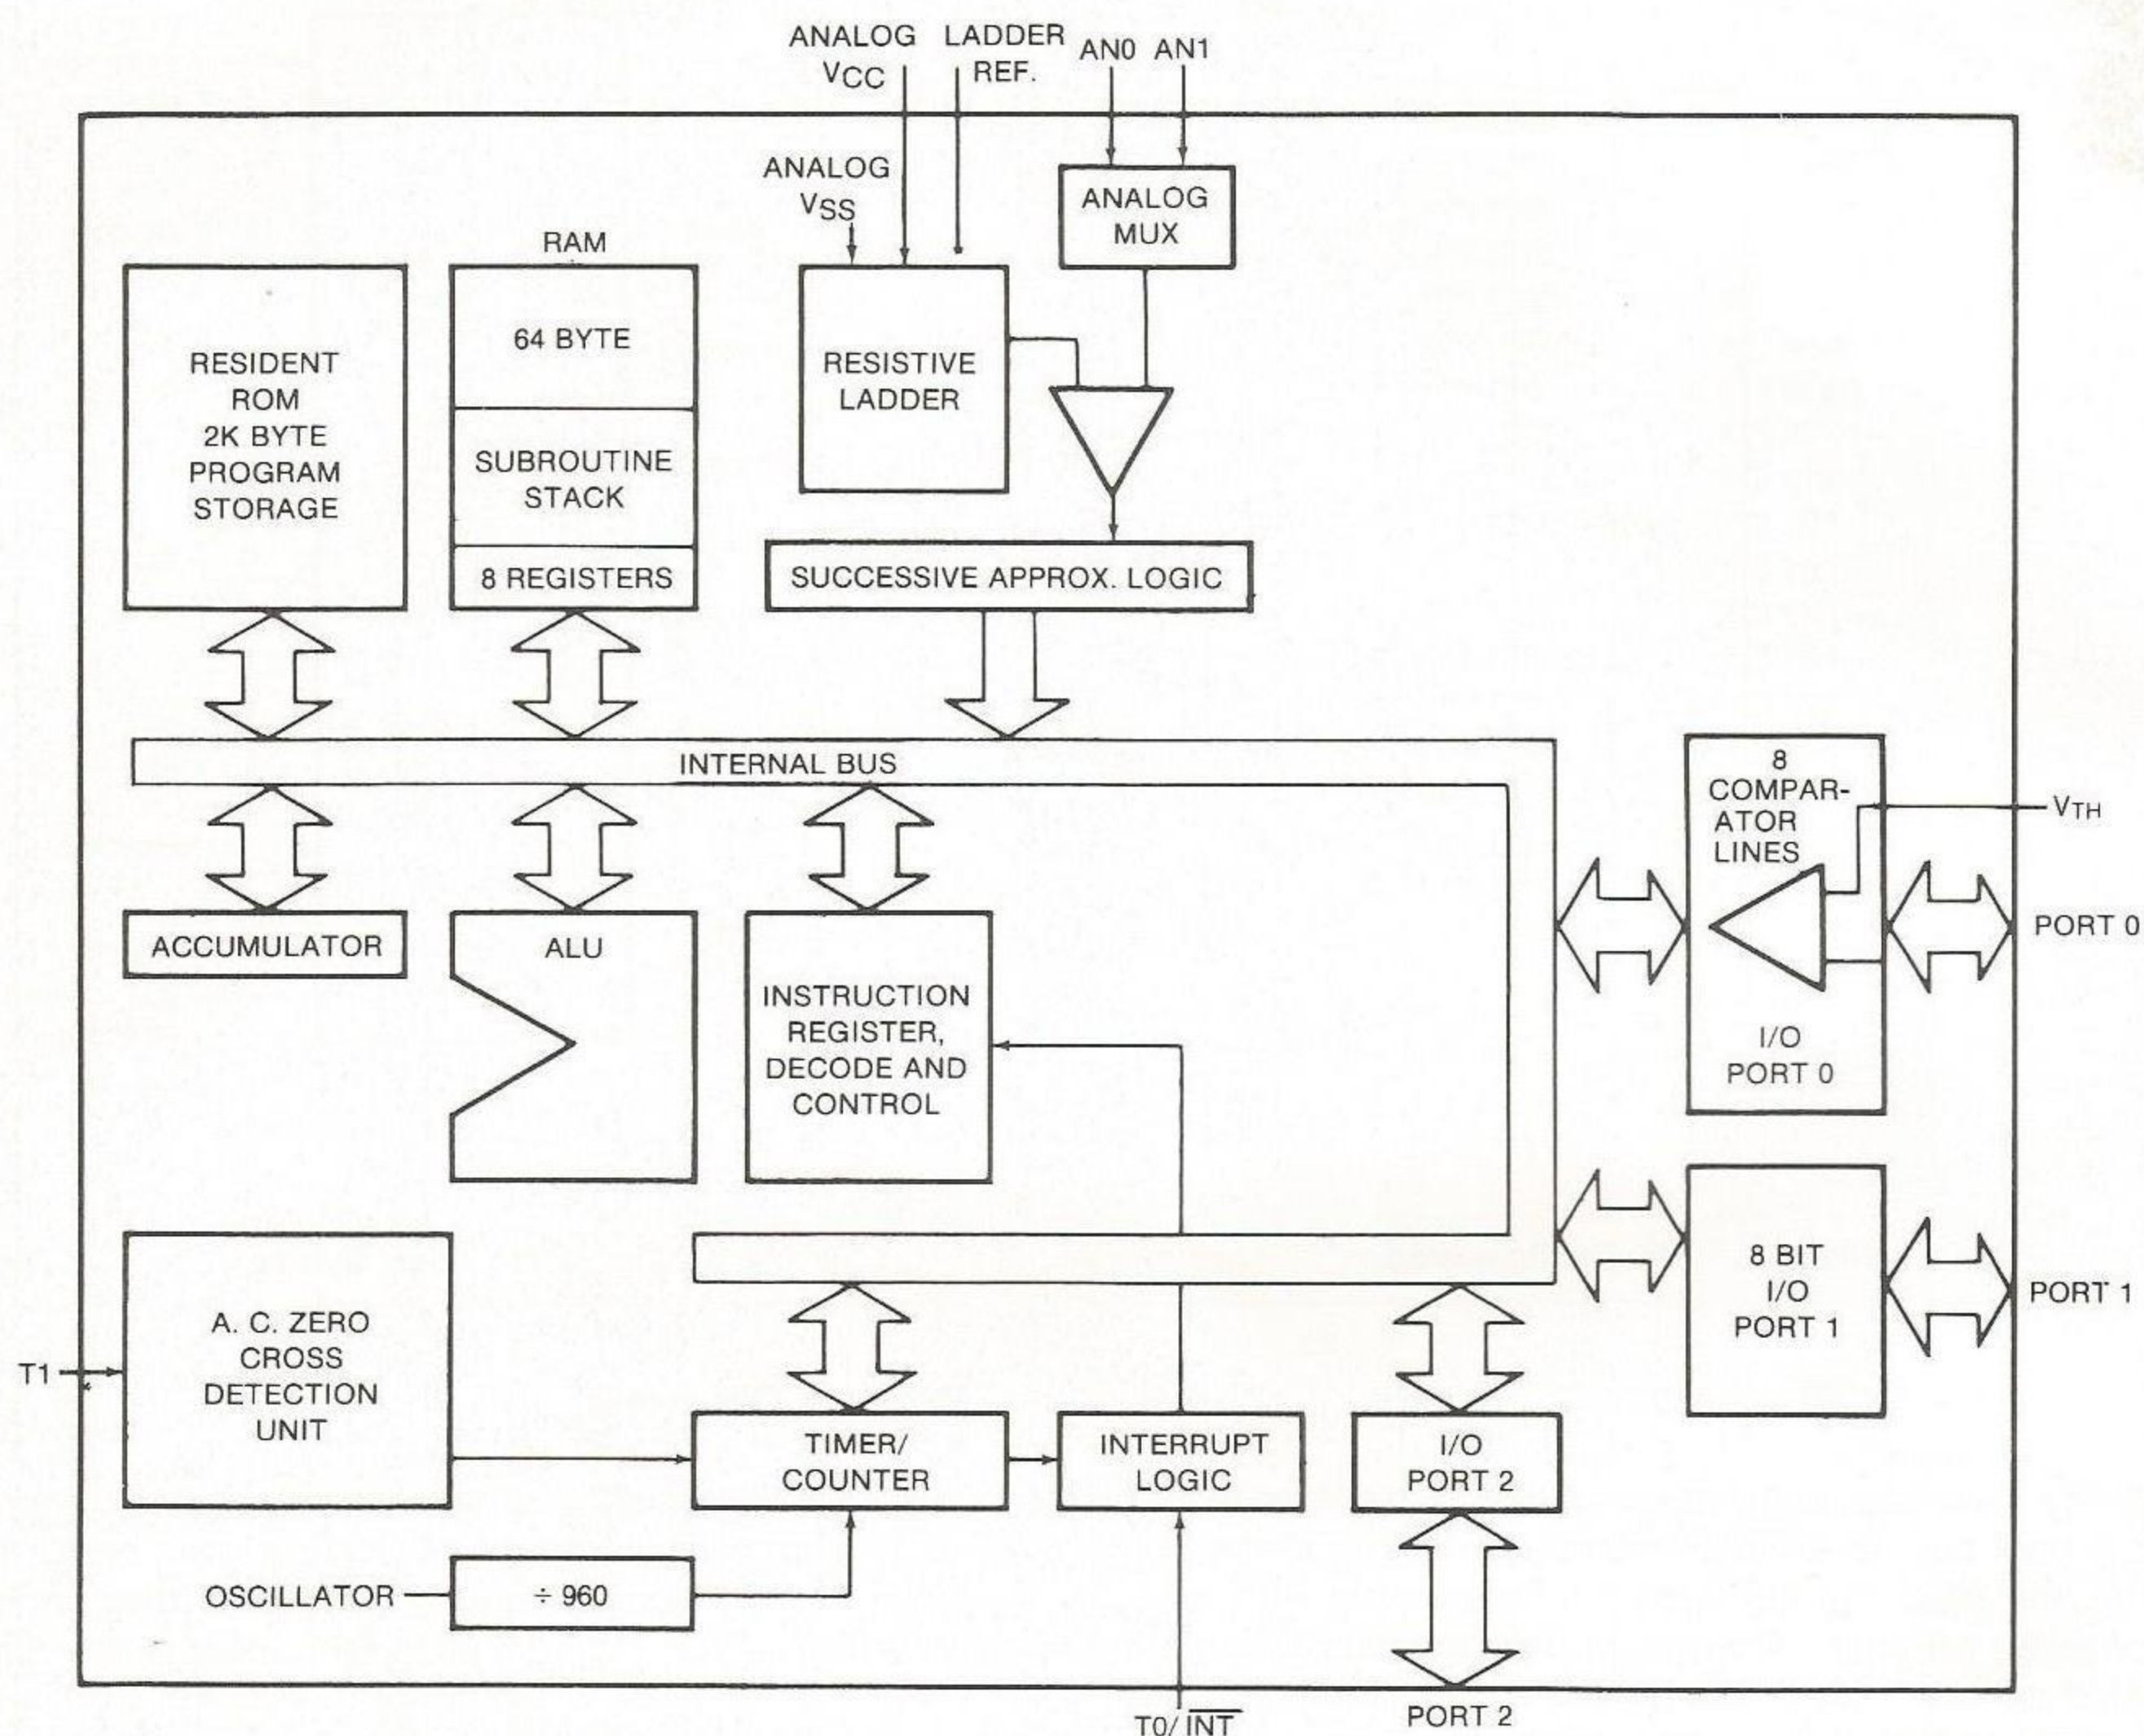 ANALOG
VCC
LADDER
REF.
AN0 AN1
ANALOG
VSS
ANALOG
MUX
RAM
RESIDENT
ROM
2K BYTE
PROGRAM
STORAGE
64 BYTE
SUBROUTINE
STACK
8 REGISTERS
RESISTIVE
LADDER
SUCCESSIVE APPROX. LOGIC
INTERNAL BUS
8
COMPAR-
ATOR
LINES
VTH
I/O
PORT 0
PORT 0
ACCUMULATOR
ALU
INSTRUCTION
REGISTER,
DECODE AND
CONTROL
8 BIT
I/O
PORT 1
PORT 1
T1
A. C. ZERO
CROSS
DETECTION
UNIT
TIMER/
COUNTER
INTERRUPT
LOGIC
I/O
PORT 2
OSCILLATOR
÷ 960
T0/I̅N̅T̅
PORT 2